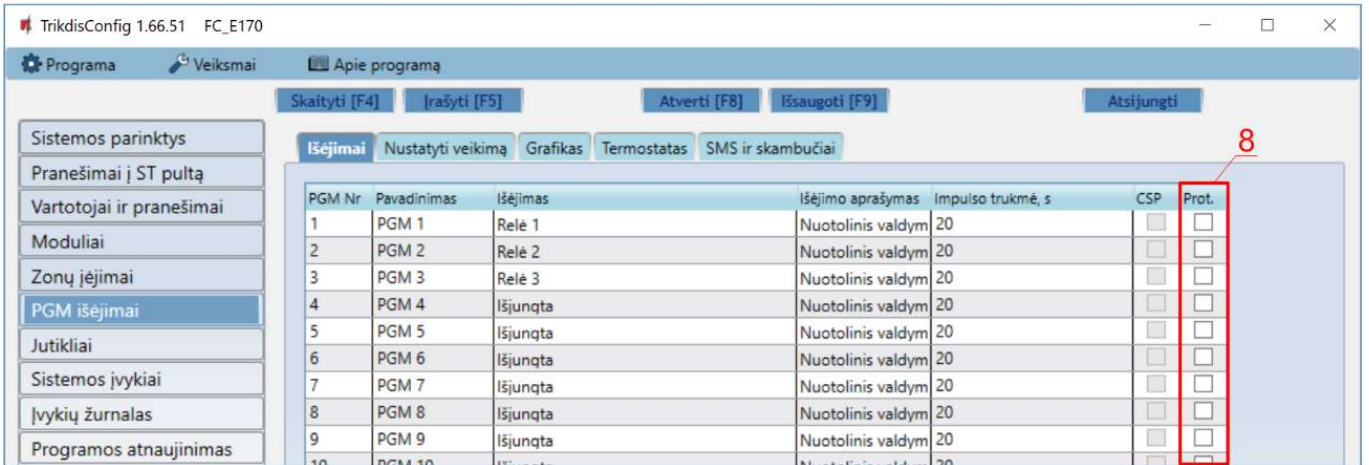 TrikdisConfig 1.66.51 FC_E170
Programa Veiksmai Apie programą
Skaityti [F4] Įrašyti [F5] Atverti [F8] Išsaugoti [F9] Atsijungti
Sistemos parinktys
Pranešimai į ST pultą
Vartotojai ir pranešimai
Moduliai
Zonų įėjimai
PGM išėjimai
Jutikliai
Sistemos įvykiai
Įvykių žurnalas
Programos atnaujinimas
Išėjimai Nustatyti veikimą Grafikas Termostatas SMS ir skambučiai
8
PGM Nr Pavadinimas Išėjimas Išėjimo aprašymas Impulso trukmė, s CSP Prot.
1 PGM 1 Relė 1 Nuotolinis valdym 20
2 PGM 2 Relė 2 Nuotolinis valdym 20
3 PGM 3 Relė 3 Nuotolinis valdym 20
4 PGM 4 Išjungta Nuotolinis valdym 20
5 PGM 5 Išjungta Nuotolinis valdym 20
6 PGM 6 Išjungta Nuotolinis valdym 20
7 PGM 7 Išjungta Nuotolinis valdym 20
8 PGM 8 Išjungta Nuotolinis valdym 20
9 PGM 9 Išjungta Nuotolinis valdym 20